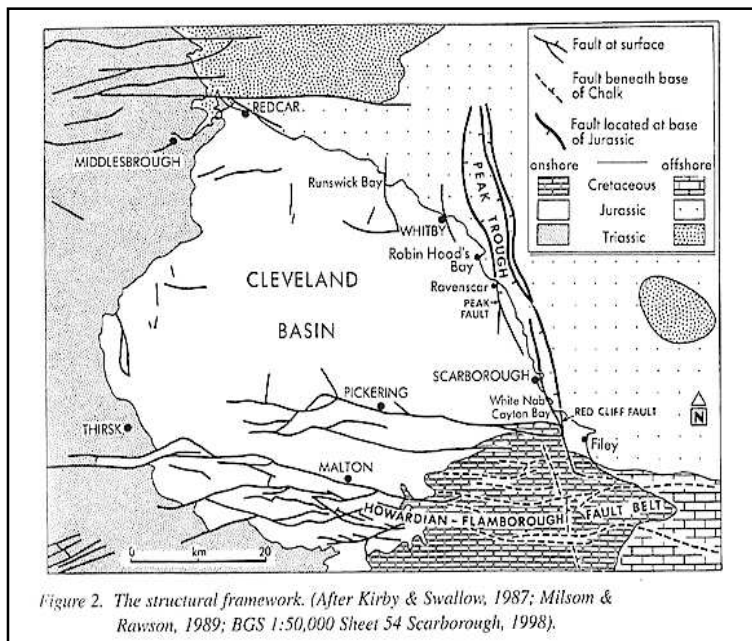 Fault at surface
Fault beneath base
of Chalk
Fault located at base
of Jurassic
onshore
offshore
Cretaceous
Jurassic
Triassic
REDCAR
MIDDLESBROUGH
Runswick Bay
WHITBY
PEAK TROUGH
Robin Hood's
Bay
Ravenscar
PEAK
FAULT
CLEVELAND
BASIN
SCARBOROUGH
PICKERING
White Nab
Cayton Bay
RED CLIFF FAULT
N
THIRSK
Filey
MALTON
HOWARDIAN-FLAMBOROUGH FAULT BELT
0 km 20
Figure 2. The structural framework. (After Kirby & Swallow, 1987; Milsom &
Rawson, 1989; BGS 1:50,000 Sheet 54 Scarborough, 1998).